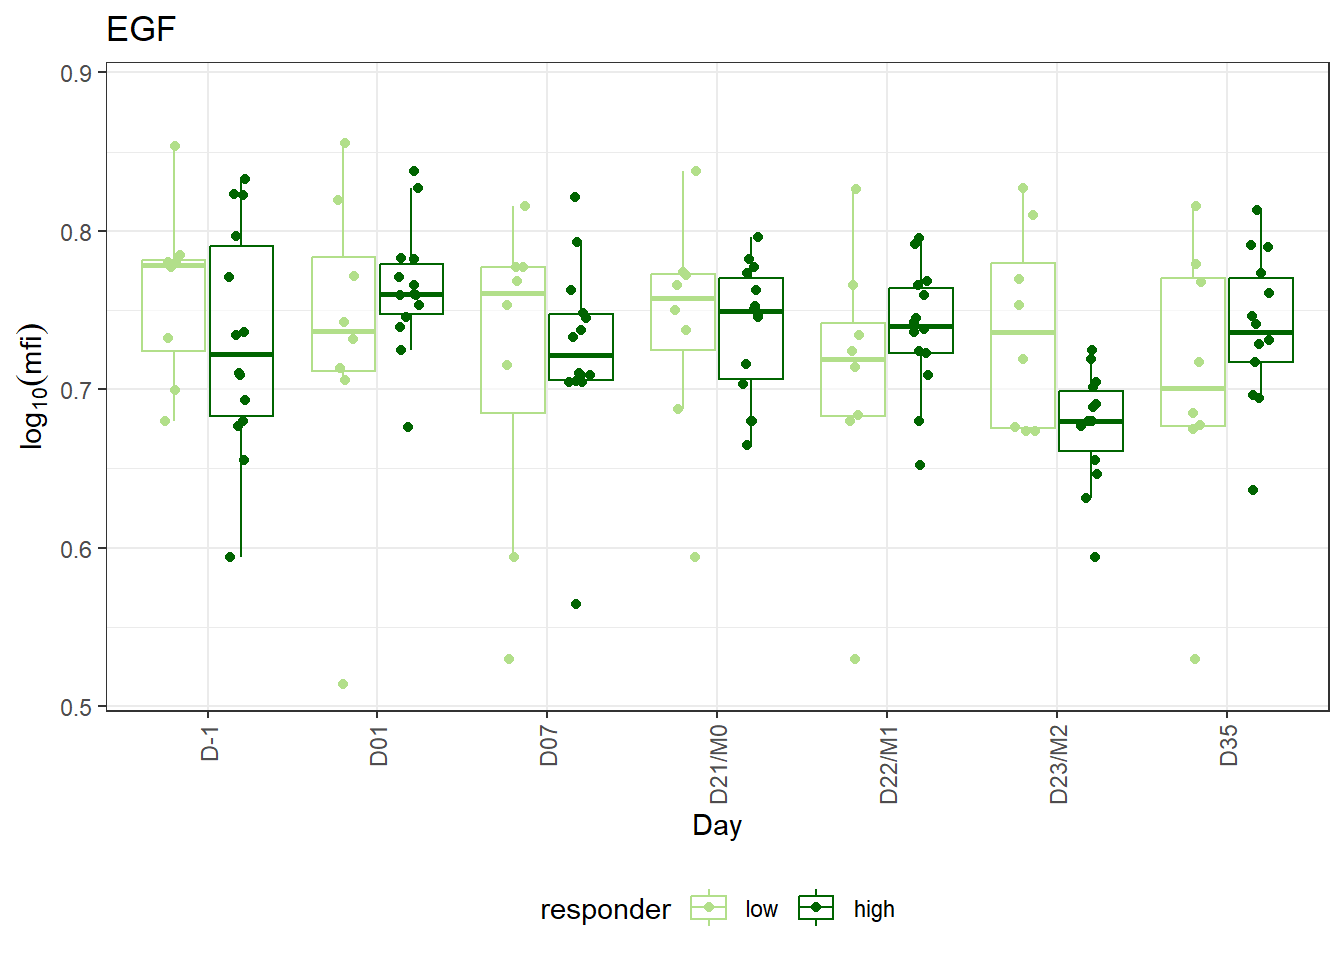 EGF
0.9
0.8
0.7
0.6
0.5
log₁₀(mfi)
D-1
D01
D07
D21/M0
D22/M1
D23/M2
D35
Day
responder low high